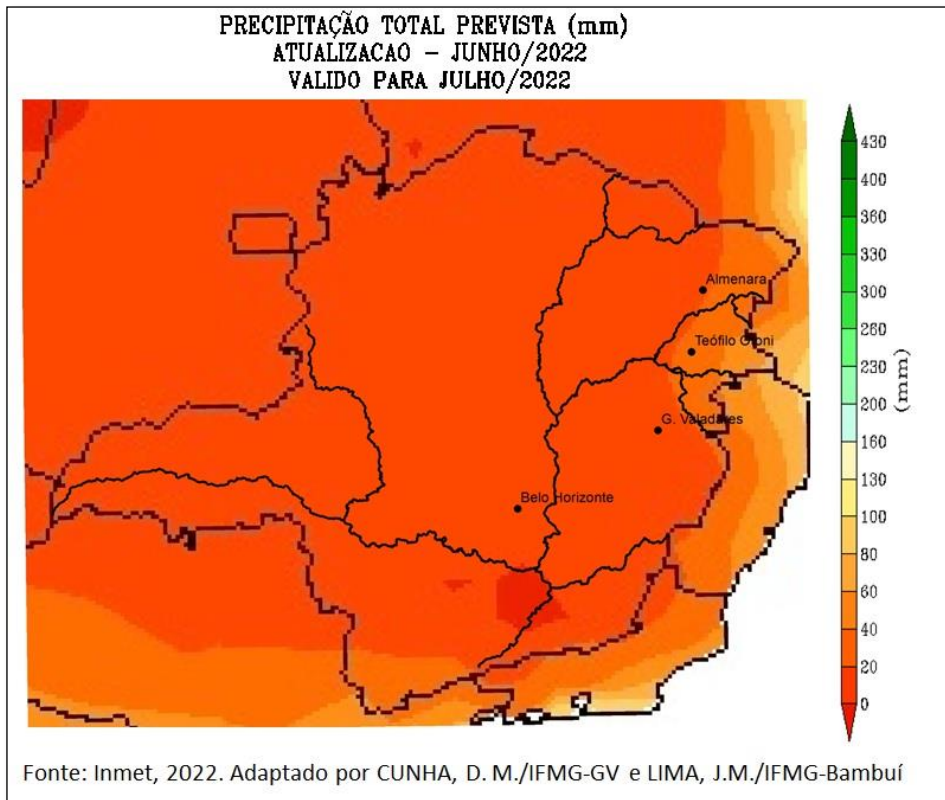 PRECIPITAÇÃO TOTAL PREVISTA (mm)
ATUALIZACAO – JUNHO/2022
VALIDO PARA JULHO/2022
Almenara
Teófilo Otoni
G. Valadares
Belo Horizonte
430
400
360
330
300
260
230
200
160
130
100
80
60
40
20
0
(mm)
Fonte: Inmet, 2022. Adaptado por CUNHA, D. M./IFMG-GV e LIMA, J.M./IFMG-Bambuí